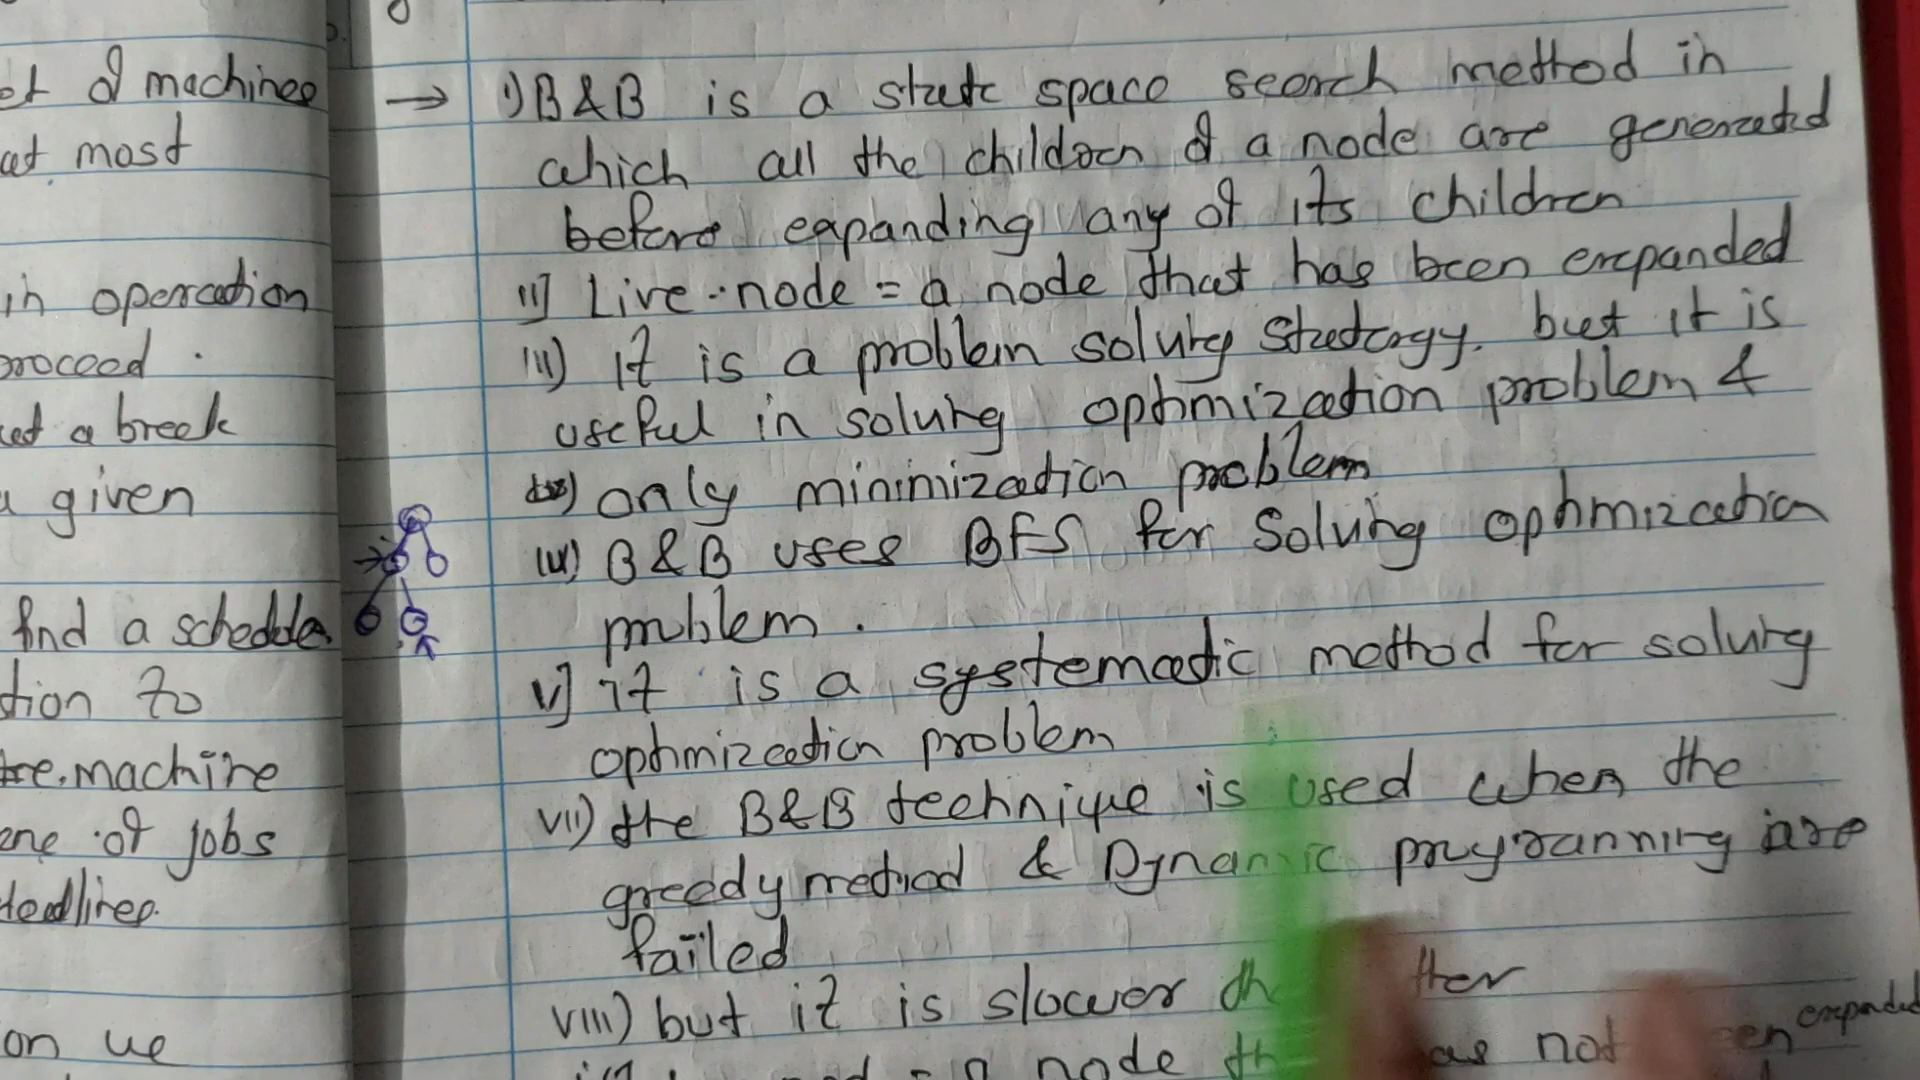 et of machines
at most
in operation
proceed.
at a break
a given
find a schedule
tion to
the machine
one of jobs
deadlines.
on we
→ i) B&B is a state space search method in
which all the children of a node are generated
before expanding any of its children
ii] Live node = a node that has been expanded
iii) it is a problem solving stategy. but it is
useful in solving optimization problem &
only minimization problem
iv) B&B uses BFS for Solving optimization
problem.
v] it is a systematic method for solving
optimization problem
vii) the B&B technique is used when the
greedy method & Dynamic programming are
failed
viii) but it is slower
node not expanded